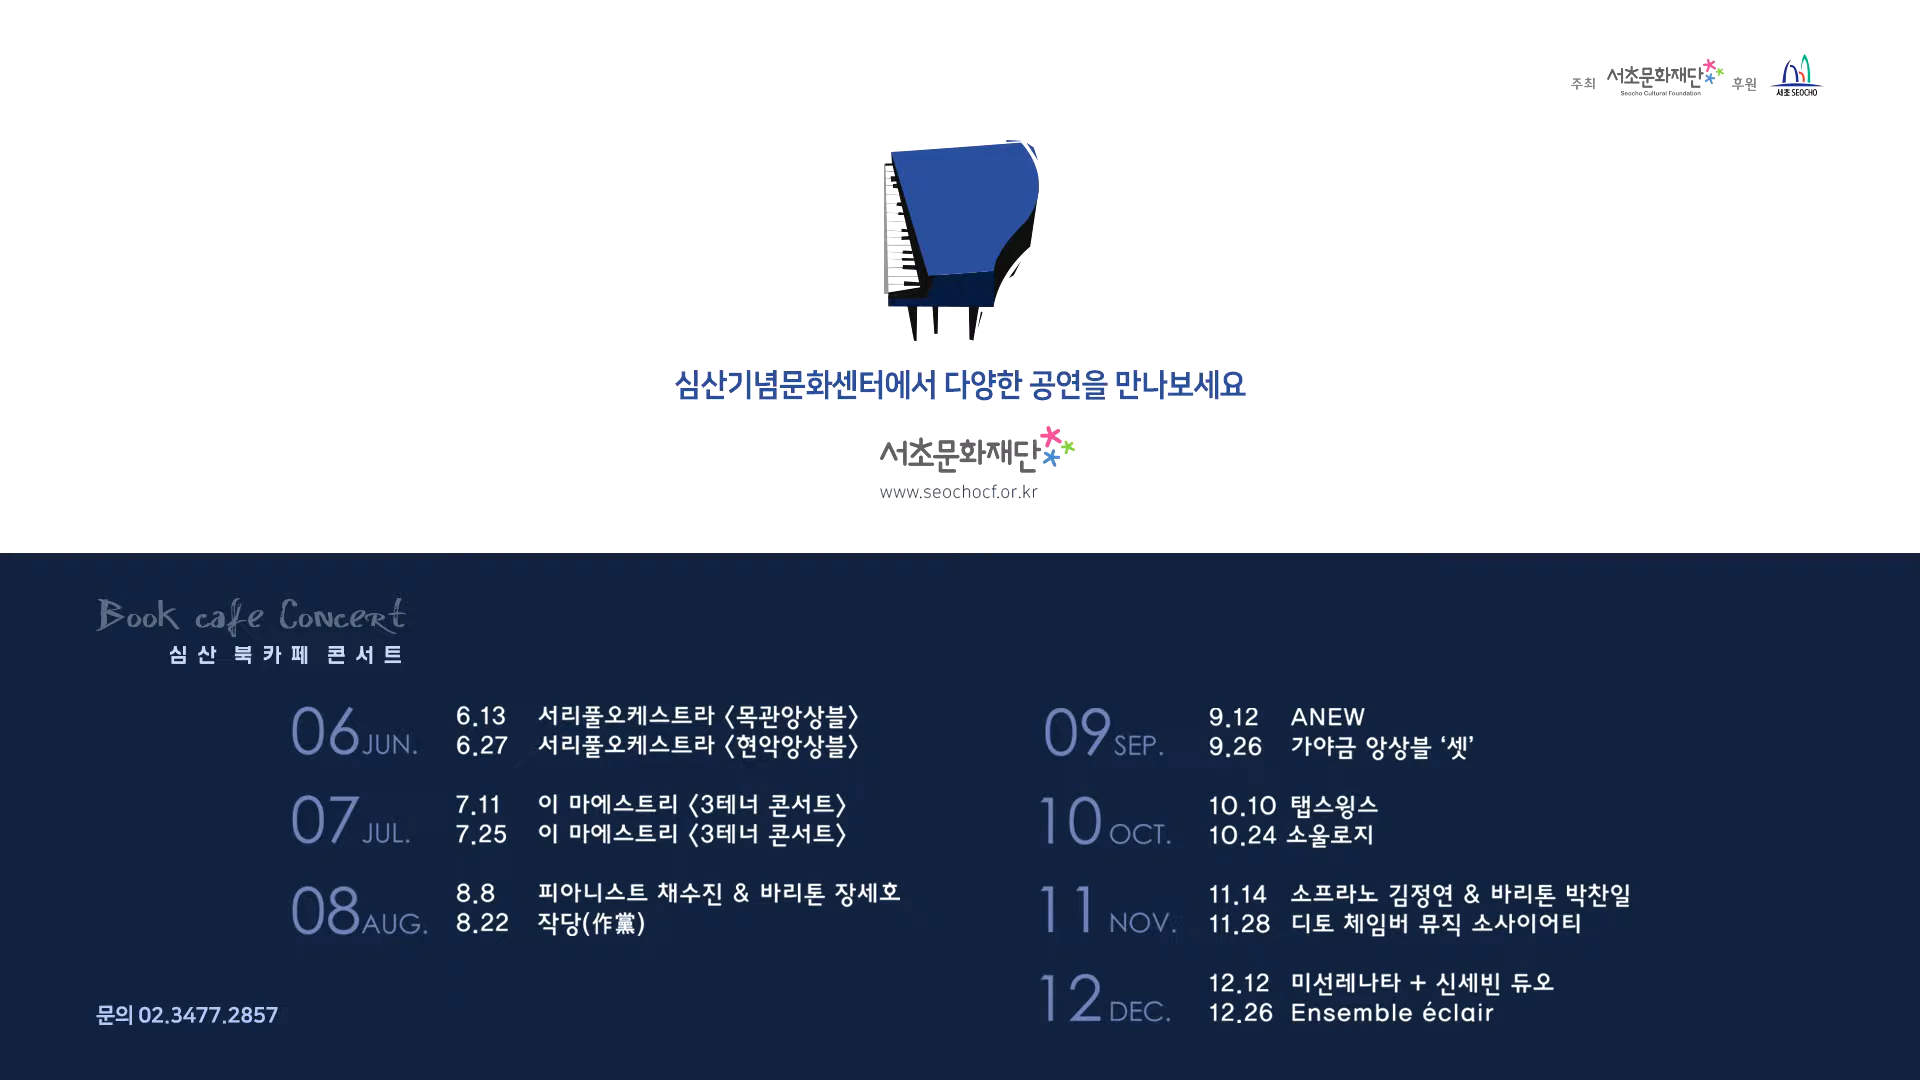 주최 서초문화재단 후원 서초 SEOCHO
Seocho Cultural Foundation
심산기념문화센터에서 다양한 공연을 만나보세요
서초문화재단
www.seochocf.or.kr
Book cafe Concert
심산 북카페 콘서트
06 JUN.
6.13 서리풀오케스트라 〈목관앙상블〉
6.27 서리풀오케스트라 〈현악앙상블〉
07 JUL.
7.11 이 마에스트리 〈3테너 콘서트〉
7.25 이 마에스트리 〈3테너 콘서트〉
08 AUG.
8.8 피아니스트 채수진 & 바리톤 장세호
8.22 작당(作黨)
09 SEP.
9.12 ANEW
9.26 가야금 앙상블 ‘셋’
10 OCT.
10.10 탭스윙스
10.24 소울로지
11 NOV.
11.14 소프라노 김정연 & 바리톤 박찬일
11.28 디토 체임버 뮤직 소사이어티
12 DEC.
12.12 미선레나타 + 신세빈 듀오
12.26 Ensemble éclair
문의 02.3477.2857